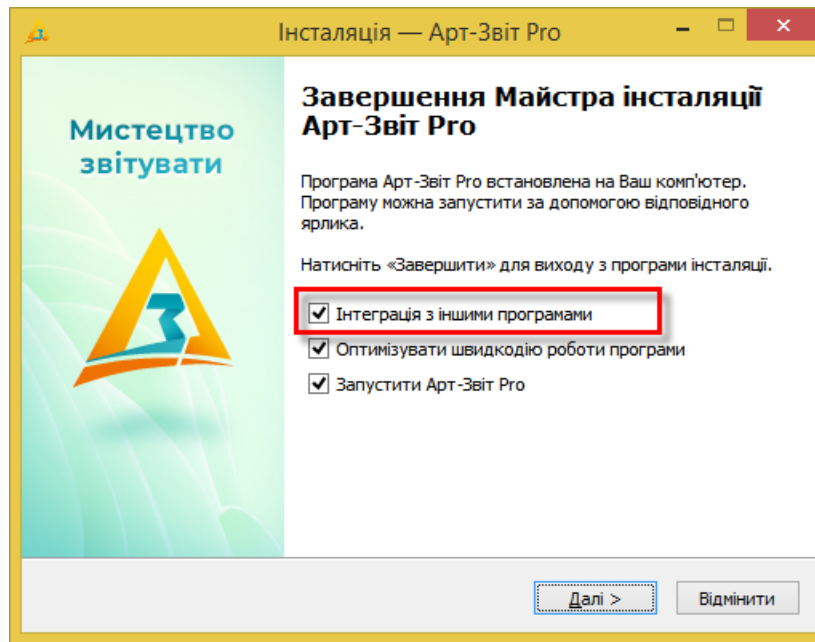 Інсталяція — Арт-Звіт Pro
Мистецтво
звітувати
З
Завершення Майстра інсталяції
Арт-Звіт Pro
Програма Арт-Звіт Pro встановлена на Ваш комп'ютер.
Програму можна запустити за допомогою відповідного
ярлика.
Натисніть «Завершити» для виходу з програми інсталяції.
Інтеграція з іншими програмами
Оптимізувати швидкодію роботи програми
Запустити Арт-Звіт Pro
Далі >
Відмінити